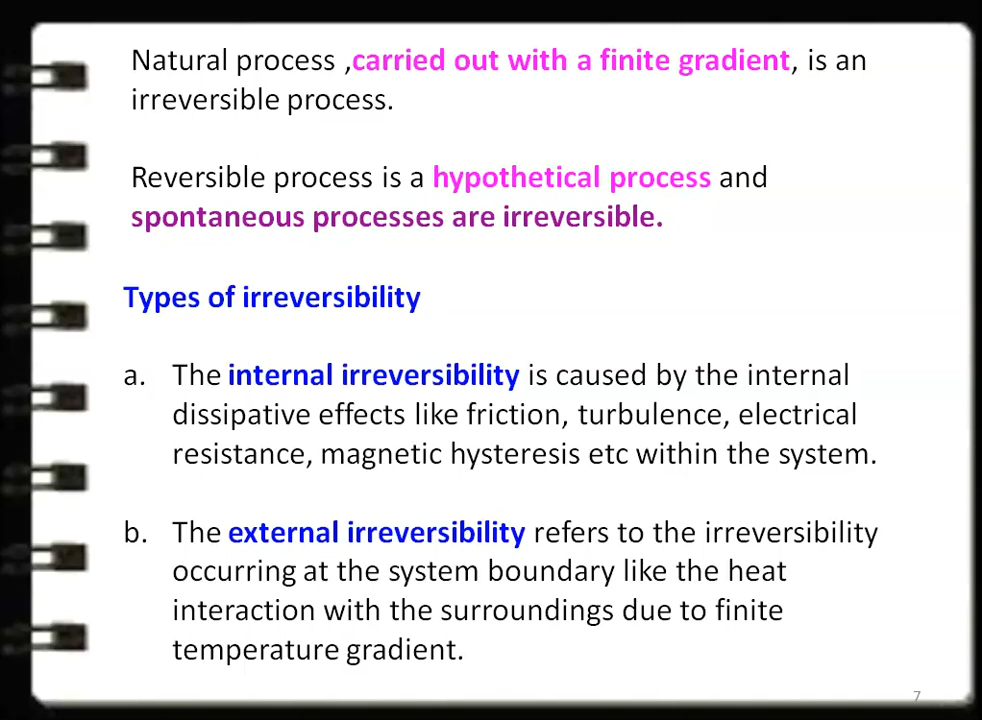 Natural process ,carried out with a finite gradient, is an
irreversible process.
Reversible process is a hypothetical process and
spontaneous processes are irreversible.
Types of irreversibility
a. The internal irreversibility is caused by the internal
dissipative effects like friction, turbulence, electrical
resistance, magnetic hysteresis etc within the system.
b. The external irreversibility refers to the irreversibility
occurring at the system boundary like the heat
interaction with the surroundings due to finite
temperature gradient.
7